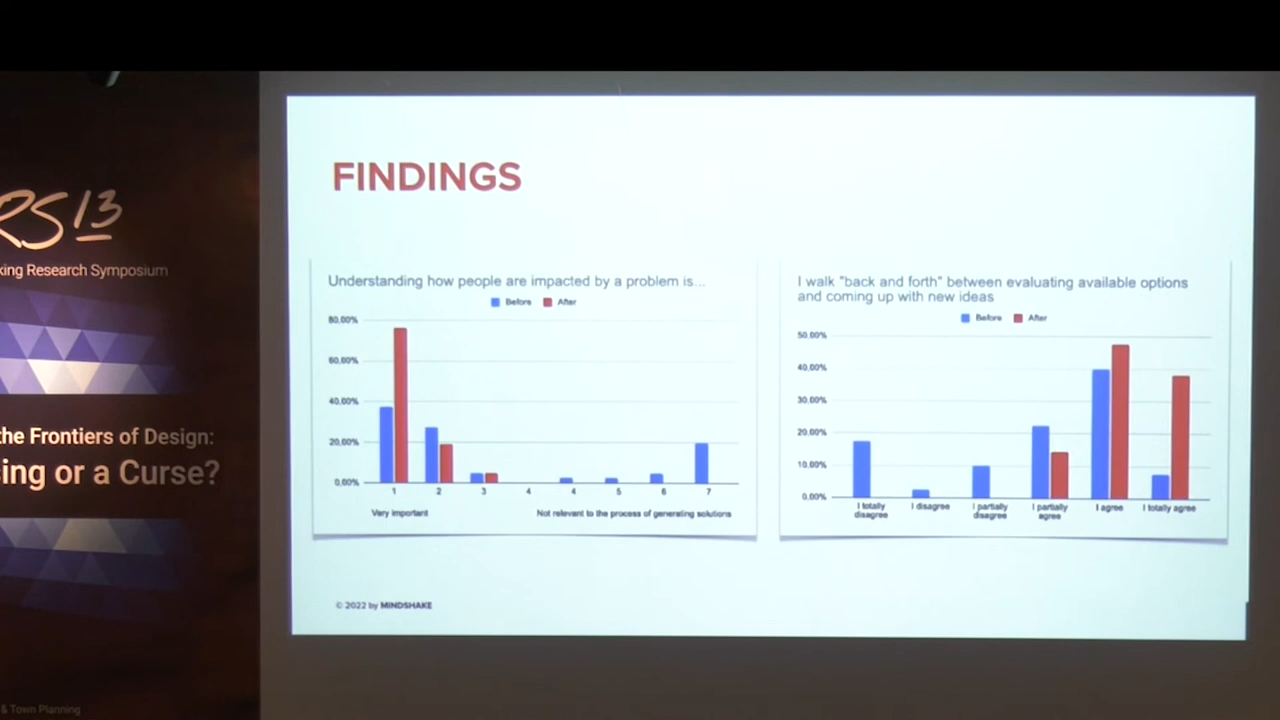 RS13
king Research Symposium
the Frontiers of Design:
ing or a Curse?
& Town Planning
FINDINGS
Understanding how people are impacted by a problem is...
Before After
80,00%
60,00%
40,00%
20,00%
0,00%
1 2 3 4 4 5 6 7
Very important Not relevant to the process of generating solutions
I walk "back and forth" between evaluating available options
and coming up with new ideas
Before After
50,00%
40,00%
30,00%
20,00%
10,00%
0,00%
I totally disagree I disagree I partially disagree I partially agree I agree I totally agree
© 2022 by MINDSHAKE